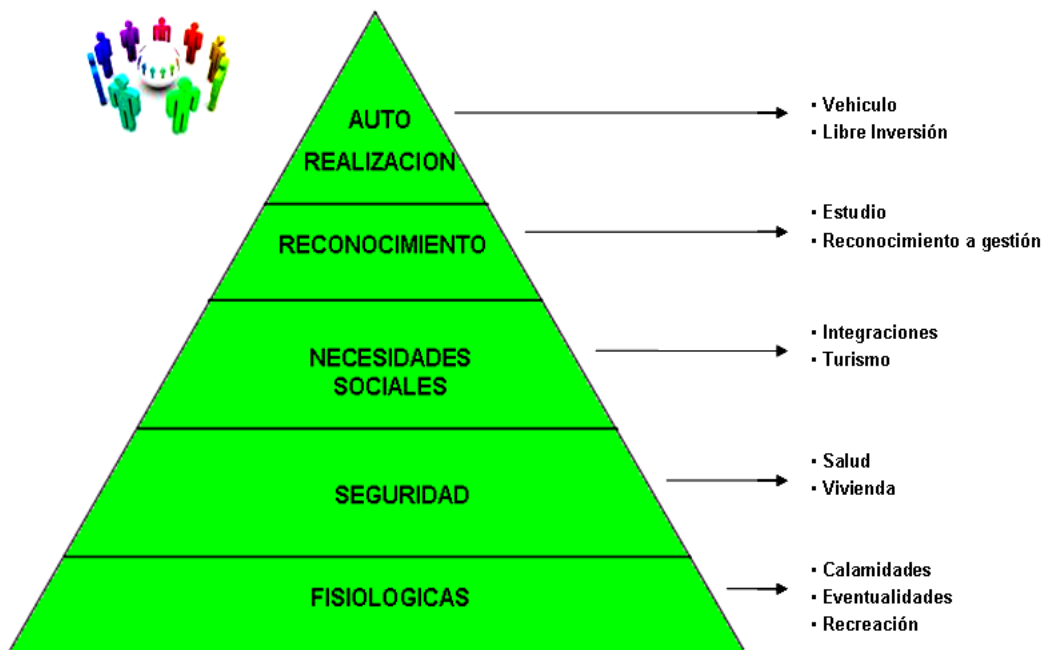 AUTO
REALIZACION
▪ Vehiculo
▪ Libre Inversión
RECONOCIMIENTO
▪ Estudio
▪ Reconocimiento a gestión
NECESIDADES
SOCIALES
▪ Integraciones
▪ Turismo
SEGURIDAD
▪ Salud
▪ Vivienda
FISIOLOGICAS
▪ Calamidades
▪ Eventualidades
▪ Recreación